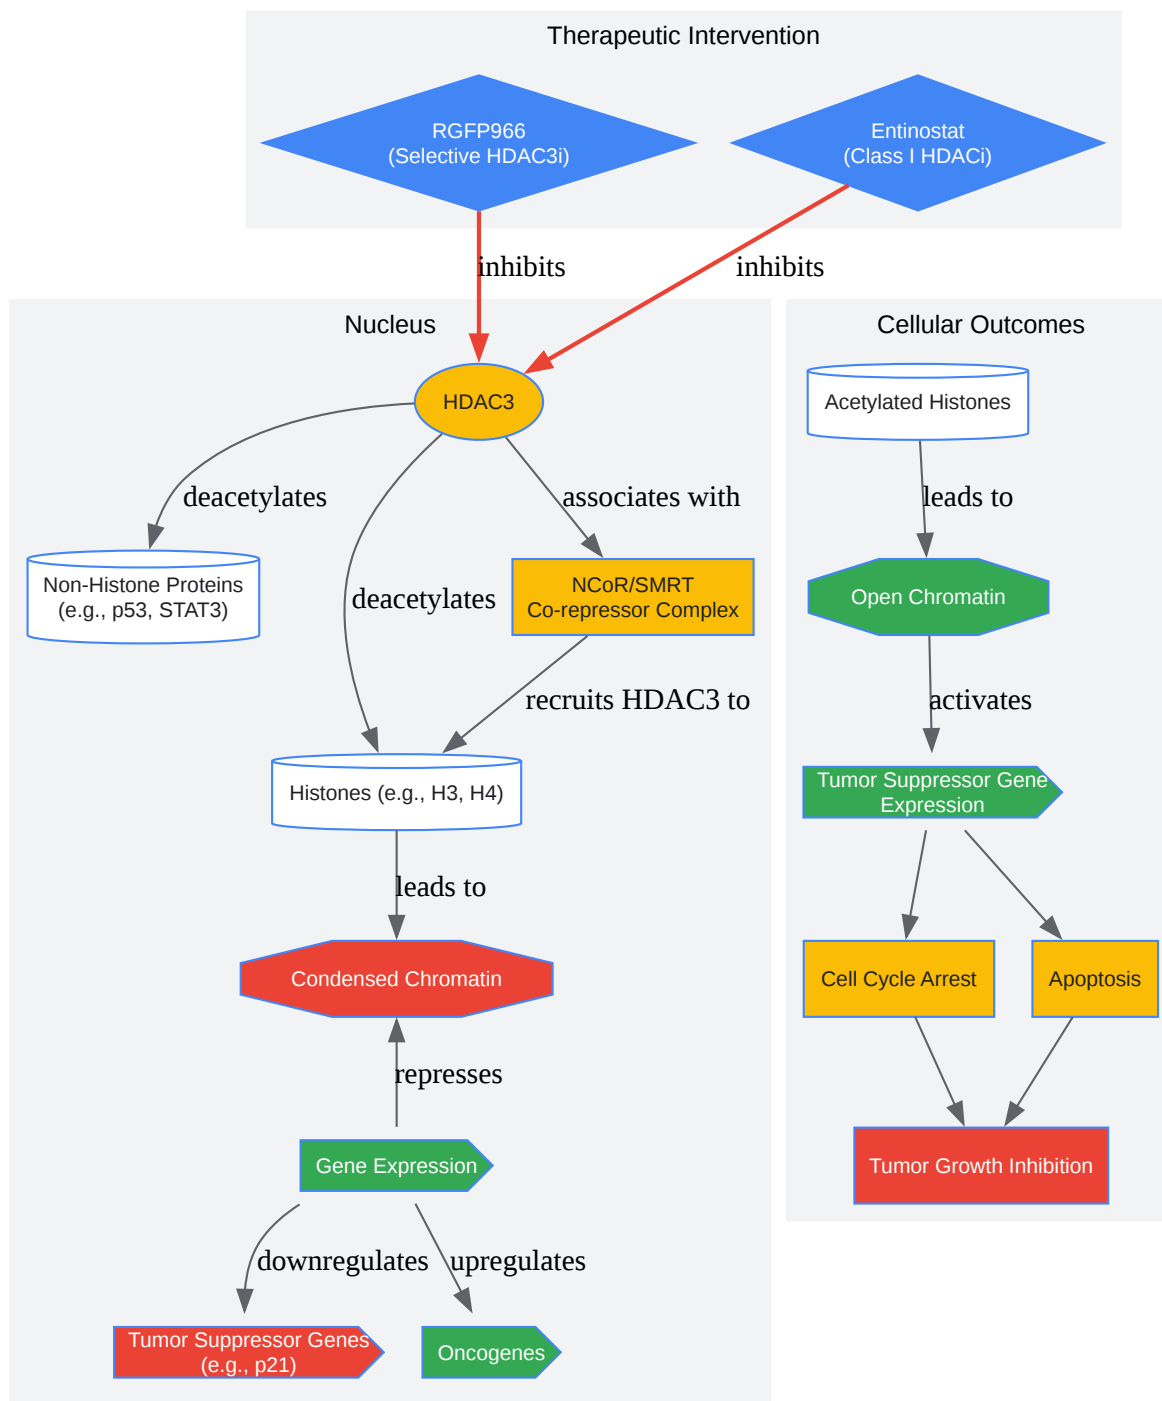 Therapeutic Intervention
RGFP966
(Selective HDAC3i)
Entinostat
(Class I HDACi)
inhibits
inhibits
Nucleus
HDAC3
deacetylates
associates with
Non-Histone Proteins
(e.g., p53, STAT3)
deacetylates
NCoR/SMRT
Co-repressor Complex
recruits HDAC3 to
Histones (e.g., H3, H4)
leads to
Condensed Chromatin
represses
Gene Expression
downregulates
upregulates
Tumor Suppressor Genes
(e.g., p21)
Oncogenes
Cellular Outcomes
Acetylated Histones
leads to
Open Chromatin
activates
Tumor Suppressor Gene
Expression
Cell Cycle Arrest
Apoptosis
Tumor Growth Inhibition